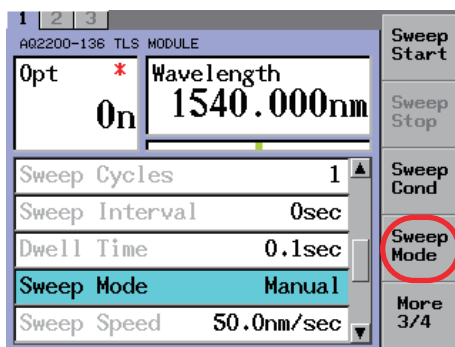 1 2 3
AQ2200-136 TLS MODULE
Opt *
On
Wavelength
1540.000nm
Sweep Cycles 1
Sweep Interval 0sec
Dwell Time 0.1sec
Sweep Mode Manual
Sweep Speed 50.0nm/sec
Sweep
Start
Sweep
Stop
Sweep
Cond
Sweep
Mode
More
3/4